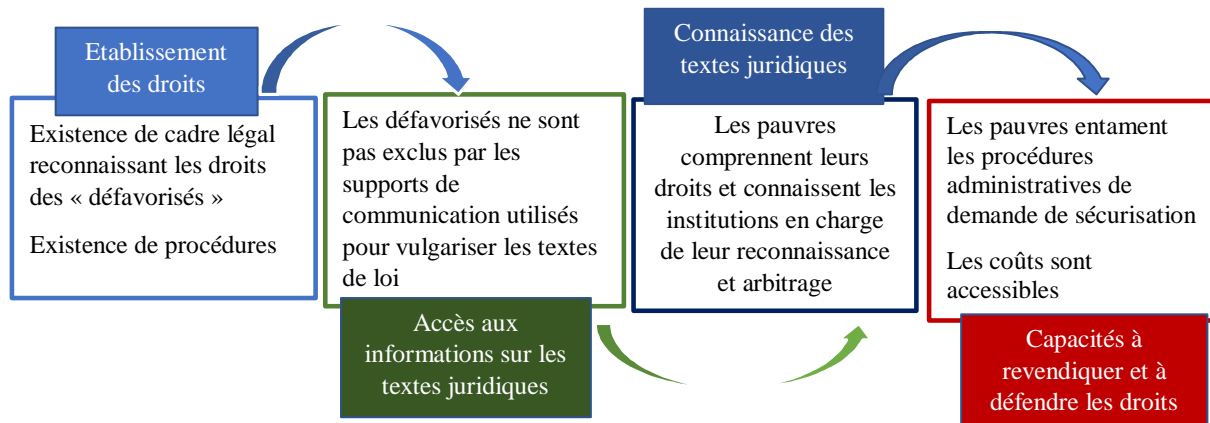 Etablissement
des droits
Existence de cadre légal
reconnaissant les droits
des « défavorisés »
Existence de procédures
Les défavorisés ne sont
pas exclus par les
supports de
communication utilisés
pour vulgariser les textes
de loi
Accès aux
informations sur les
textes juridiques
Connaissance des
textes juridiques
Les pauvres
comprennent leurs
droits et connaissent les
institutions en charge
de leur reconnaissance
et arbitrage
Les pauvres entament
les procédures
administratives de
demande de sécurisation
Les coûts sont
accessibles
Capacités à
revendiquer et à
défendre les droits